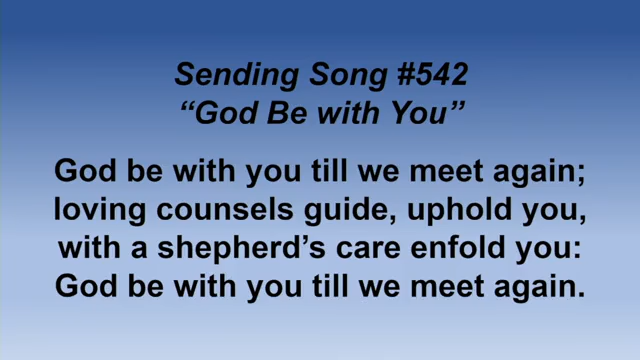 Sending Song #542
“God Be with You”
God be with you till we meet again;
loving counsels guide, uphold you,
with a shepherd’s care enfold you:
God be with you till we meet again.